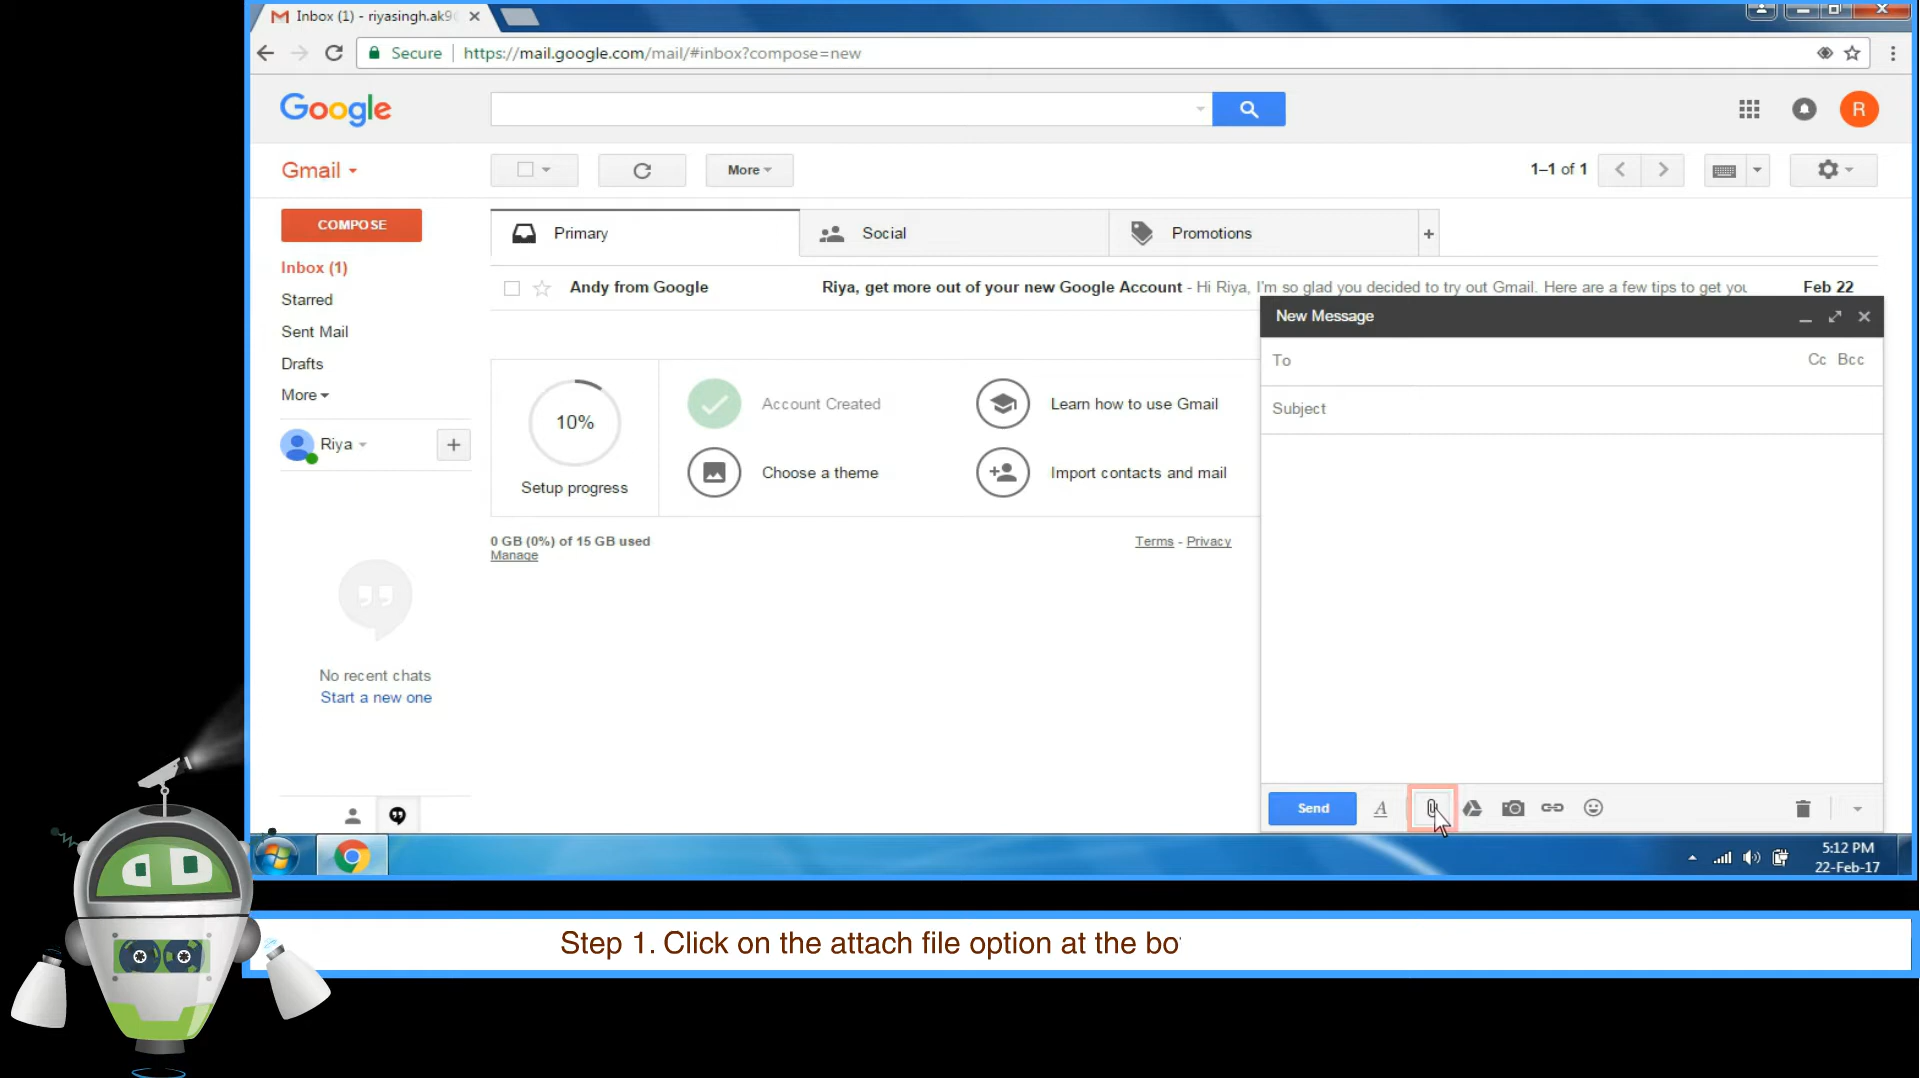 Inbox (1) - riyasingh.ak9
Secure https://mail.google.com/mail/#inbox?compose=new
Google
R
Gmail
More
1–1 of 1
COMPOSE
Primary
Social
Promotions
+
Inbox (1)
Starred
Sent Mail
Drafts
More
Andy from Google
Riya, get more out of your new Google Account - Hi Riya, I'm so glad you decided to try out Gmail. Here are a few tips to get you
Feb 22
New Message
To
Cc Bcc
Subject
10%
Setup progress
Account Created
Learn how to use Gmail
Choose a theme
Import contacts and mail
Riya
+
0 GB (0%) of 15 GB used
Manage
Terms - Privacy
No recent chats
Start a new one
Send
A
5:12 PM
22-Feb-17
Step 1. Click on the attach file option at the bo